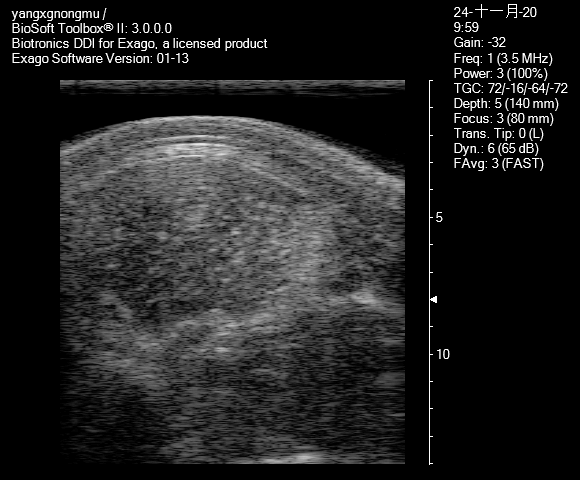 yangxgnongmu /
BioSoft Toolbox® II: 3.0.0.0
Biotronics DDI for Exago, a licensed product
Exago Software Version: 01-13
24-十一月-20
9:59
Gain: -32
Freq: 1 (3.5 MHz)
Power: 3 (100%)
TGC: 72/-16/-64/-72
Depth: 5 (140 mm)
Focus: 3 (80 mm)
Trans. Tip: 0 (L)
Dyn.: 6 (65 dB)
FAvg: 3 (FAST)
5
10